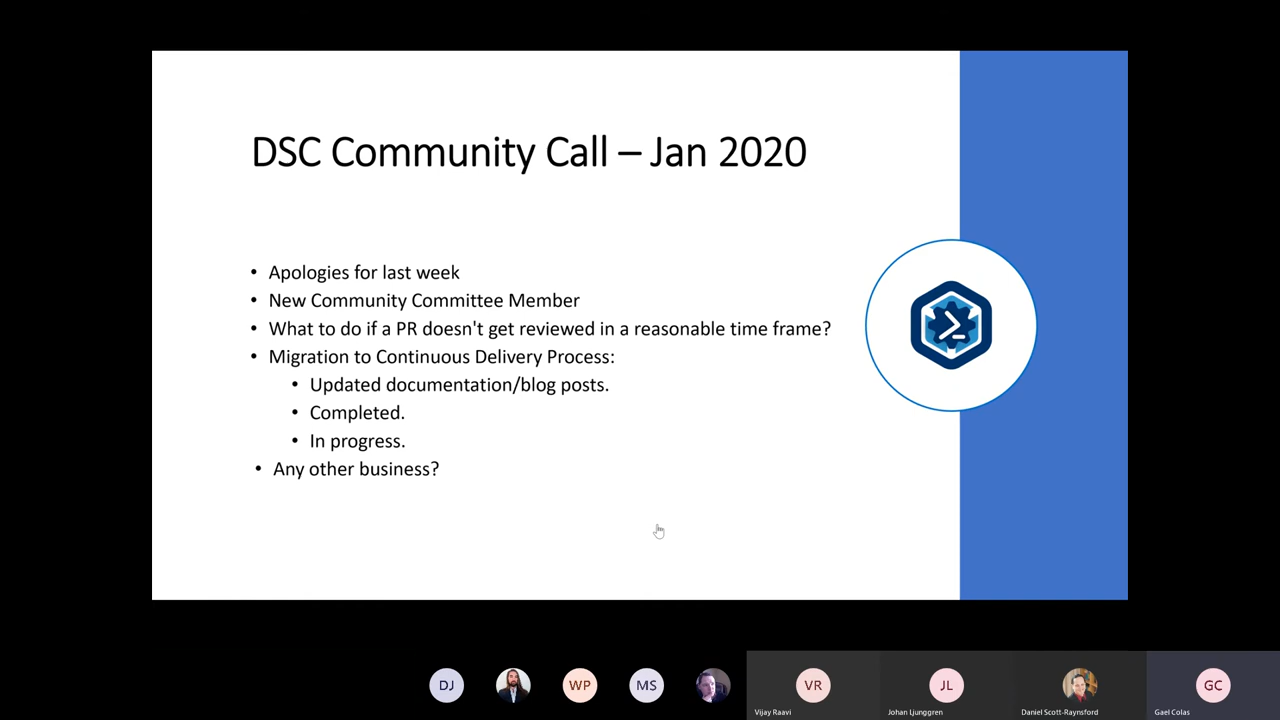 DSC Community Call – Jan 2020
• Apologies for last week
• New Community Committee Member
• What to do if a PR doesn't get reviewed in a reasonable time frame?
• Migration to Continuous Delivery Process:
• Updated documentation/blog posts.
• Completed.
• In progress.
• Any other business?
DJ
WP
MS
VR
JL
GC
Vijay Raavi
Johan Ljunggren
Daniel Scott-Raynsford
Gael Colas